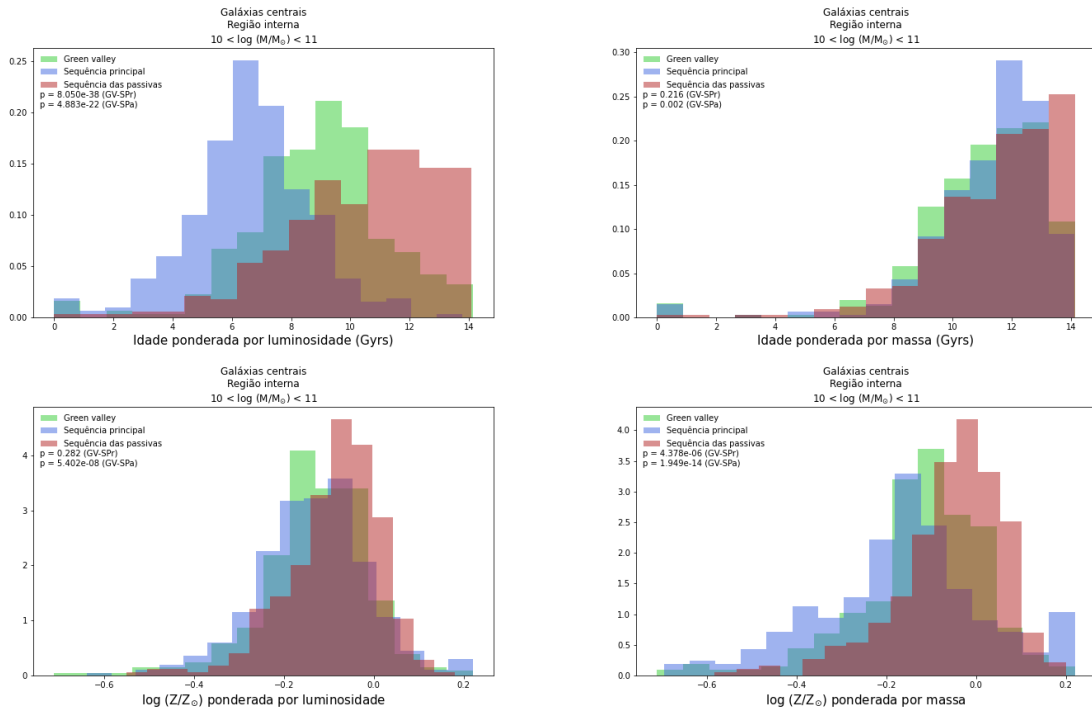 Galáxias centrais
Região interna
10 < log (M/M☉) < 11
Green valley
Sequência principal
Sequência das passivas
p = 8.050e-38 (GV-SPr)
p = 4.883e-22 (GV-SPa)
0.25
0.20
0.15
0.10
0.05
0.00
0 2 4 6 8 10 12 14
Idade ponderada por luminosidade (Gyrs)
Galáxias centrais
Região interna
10 < log (M/M☉) < 11
Green valley
Sequência principal
Sequência das passivas
p = 0.216 (GV-SPr)
p = 0.002 (GV-SPa)
0.30
0.25
0.20
0.15
0.10
0.05
0.00
0 2 4 6 8 10 12 14
Idade ponderada por massa (Gyrs)
Galáxias centrais
Região interna
10 < log (M/M☉) < 11
Green valley
Sequência principal
Sequência das passivas
p = 0.282 (GV-SPr)
p = 5.402e-08 (GV-SPa)
4
3
2
1
0
−0.6 −0.4 −0.2 0.0 0.2
log (Z/Z☉) ponderada por luminosidade
Galáxias centrais
Região interna
10 < log (M/M☉) < 11
Green valley
Sequência principal
Sequência das passivas
p = 4.378e-06 (GV-SPr)
p = 1.949e-14 (GV-SPa)
4.0
3.5
3.0
2.5
2.0
1.5
1.0
0.5
0.0
−0.6 −0.4 −0.2 0.0 0.2
log (Z/Z☉) ponderada por massa